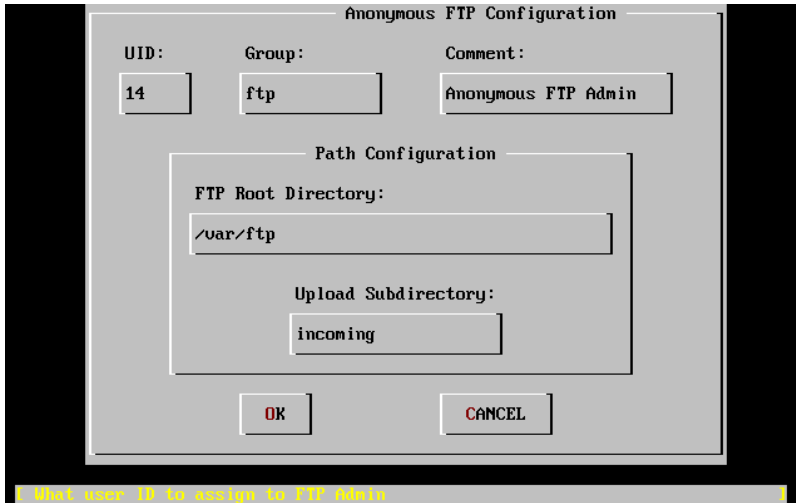 Anonymous FTP Configuration
UID: Group: Comment:
14 ftp Anonymous FTP Admin
Path Configuration
FTP Root Directory:
/var/ftp
Upload Subdirectory:
incoming
OK CANCEL
[ What user ID to assign to FTP Admin ]